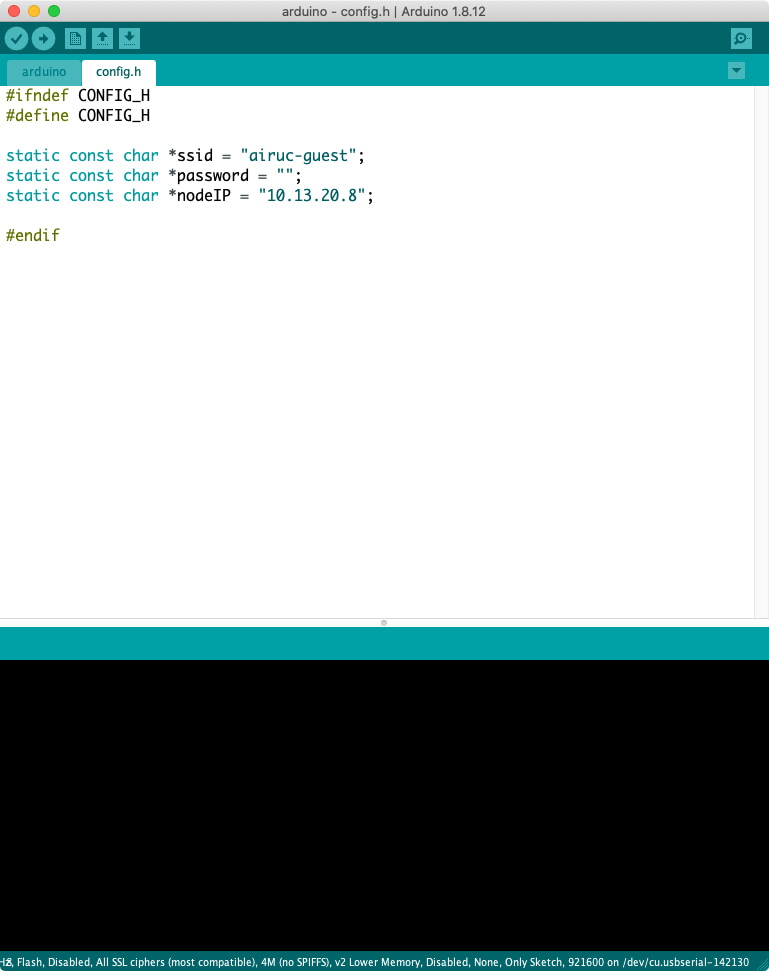 arduino - config.h | Arduino 1.8.12
arduino
config.h
#ifndef CONFIG_H
#define CONFIG_H
static const char *ssid = "airuc-guest";
static const char *password = "";
static const char *nodeIP = "10.13.20.8";
#endif
Flash, Disabled, All SSL ciphers (most compatible), 4M (no SPIFFS), v2 Lower Memory, Disabled, None, Only Sketch, 921600 on /dev/cu.usbserial-142130